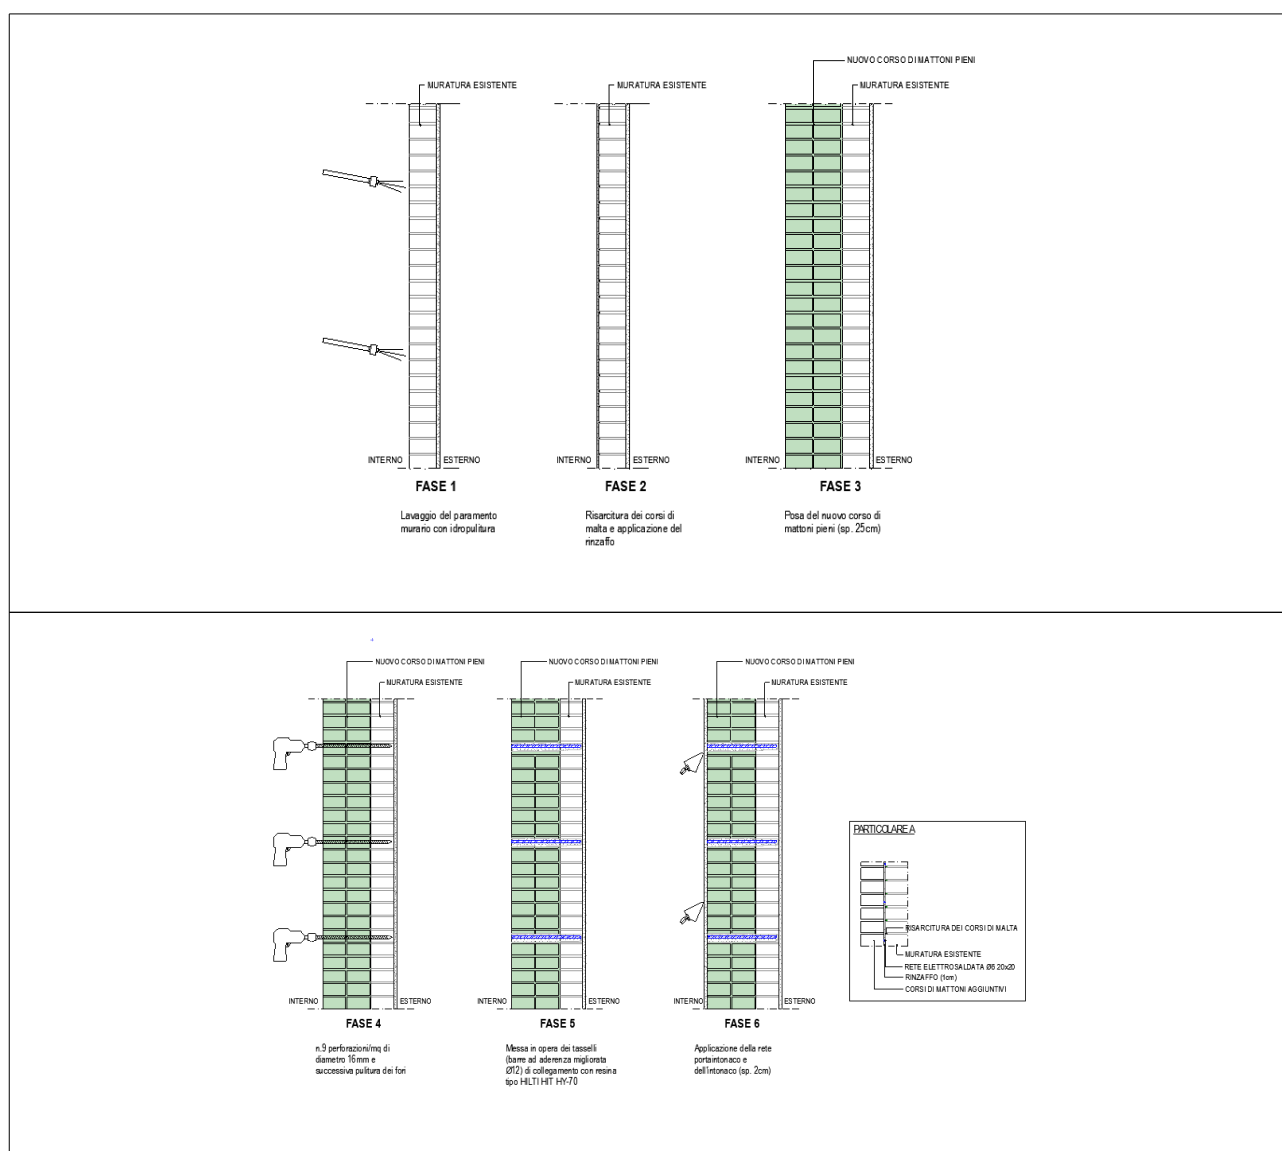 NUOVO CORSO DI MATTONI PIENI
MURATURA ESISTENTE
MURATURA ESISTENTE
MURATURA ESISTENTE
INTERNO
ESTERNO
INTERNO
ESTERNO
INTERNO
ESTERNO
FASE 1
FASE 2
FASE 3
Lavaggio del paramento
murario con idropulitura
Risarcitura dei corsi di
malta e applicazione del
rinzaffo
Posa del nuovo corso di
mattoni pieni (sp. 25cm)
NUOVO CORSO DI MATTONI PIENI
MURATURA ESISTENTE
NUOVO CORSO DI MATTONI PIENI
MURATURA ESISTENTE
NUOVO CORSO DI MATTONI PIENI
MURATURA ESISTENTE
INTERNO
ESTERNO
INTERNO
ESTERNO
INTERNO
ESTERNO
FASE 4
FASE 5
FASE 6
n.9 perforazioni/mq di
diametro 16mm e
successiva pulitura dei fori
Messa in opera dei tasselli
(barre ad aderenza migliorata
Ø12) di collegamento con resina
tipo HILTI HIT HY-70
Applicazione della rete
portaintonaco e
dell'intonaco (sp. 2cm)
PARTICOLARE A
RISARCITURA DEI CORSI DI MALTA
MURATURA ESISTENTE
RETE ELETTROSALDATA Ø6 20x20
RINZAFFO (1cm)
CORSI DI MATTONI AGGIUNTIVI